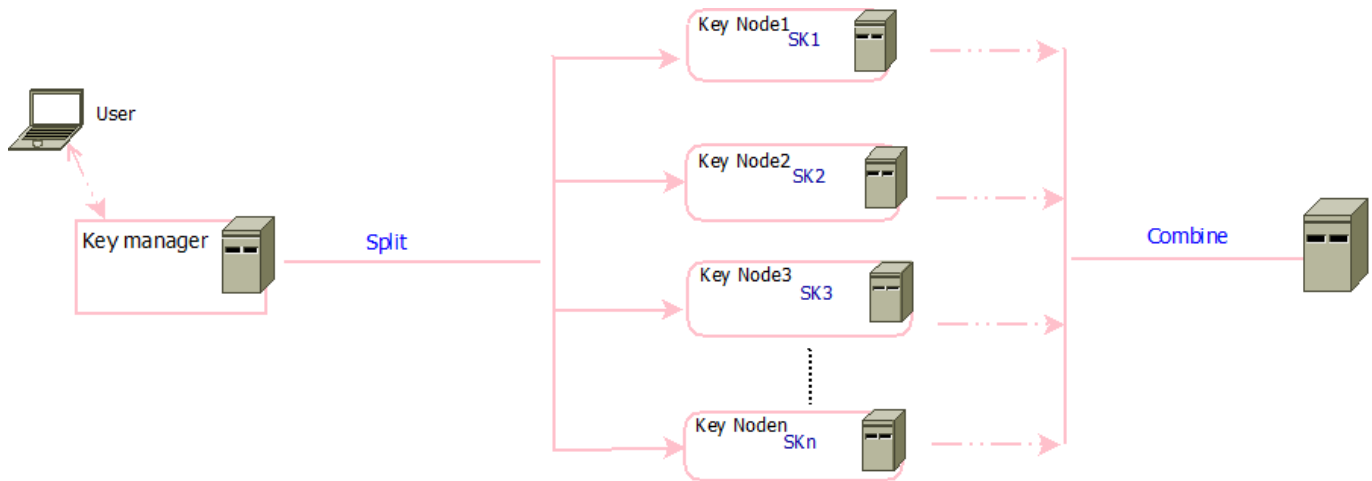 User
Key manager
Split
Key Node1
SK1
Key Node2
SK2
Key Node3
SK3
Key Noden
SKn
Combine